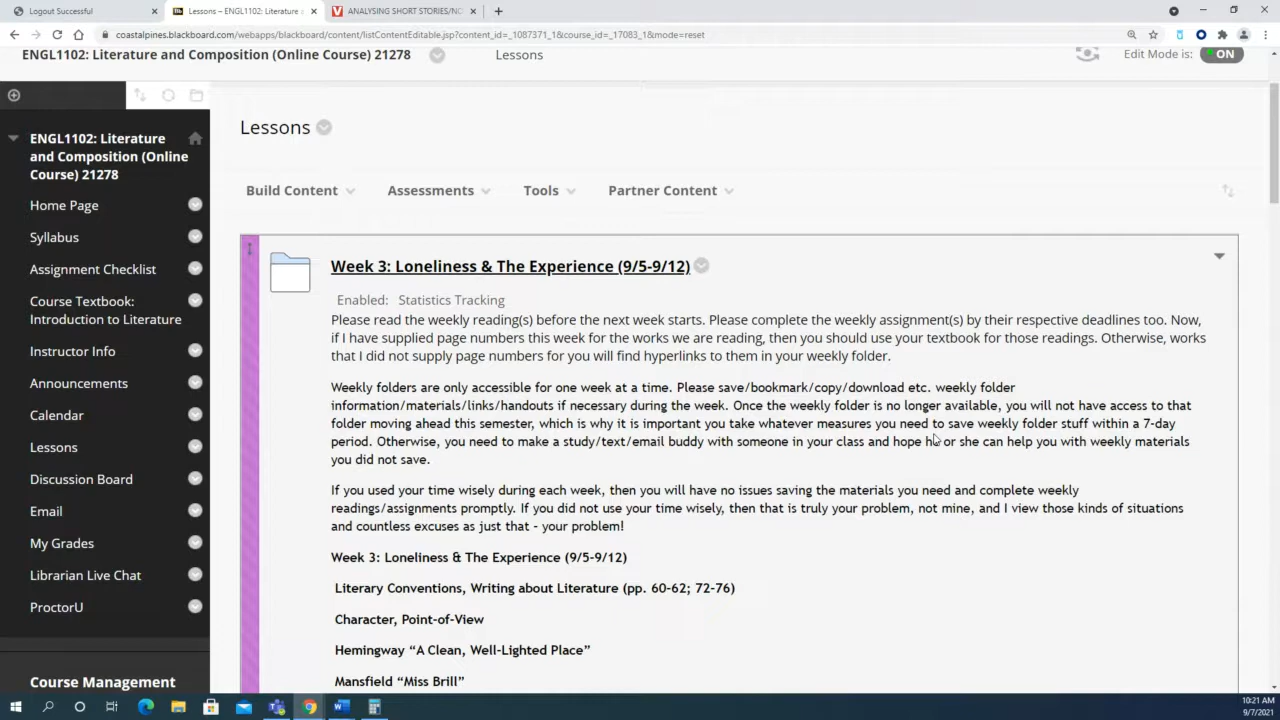 Logout Successful
Lessons – ENGL1102: Literature
ANALYSING SHORT STORIES/NO
coastalpines.blackboard.com/webapps/blackboard/content/listContentEditable.jsp?content_id=_1087371_1&course_id=_17083_1&mode=reset
ENGL1102: Literature and Composition (Online Course) 21278
Lessons
Edit Mode is: ON
ENGL1102: Literature
and Composition (Online
Course) 21278
Home Page
Syllabus
Assignment Checklist
Course Textbook:
Introduction to Literature
Instructor Info
Announcements
Calendar
Lessons
Discussion Board
Email
My Grades
Librarian Live Chat
ProctorU
Course Management
Lessons
Build Content
Assessments
Tools
Partner Content
Week 3: Loneliness & The Experience (9/5-9/12)
Enabled: Statistics Tracking
Please read the weekly reading(s) before the next week starts. Please complete the weekly assignment(s) by their respective deadlines too. Now,
if I have supplied page numbers this week for the works we are reading, then you should use your textbook for those readings. Otherwise, works
that I did not supply page numbers for you will find hyperlinks to them in your weekly folder.
Weekly folders are only accessible for one week at a time. Please save/bookmark/copy/download etc. weekly folder
information/materials/links/handouts if necessary during the week. Once the weekly folder is no longer available, you will not have access to that
folder moving ahead this semester, which is why it is important you take whatever measures you need to save weekly folder stuff within a 7-day
period. Otherwise, you need to make a study/text/email buddy with someone in your class and hope he or she can help you with weekly materials
you did not save.
If you used your time wisely during each week, then you will have no issues saving the materials you need and complete weekly
readings/assignments promptly. If you did not use your time wisely, then that is truly your problem, not mine, and I view those kinds of situations
and countless excuses as just that - your problem!
Week 3: Loneliness & The Experience (9/5-9/12)
Literary Conventions, Writing about Literature (pp. 60-62; 72-76)
Character, Point-of-View
Hemingway “A Clean, Well-Lighted Place”
Mansfield “Miss Brill”
10:21 AM
9/7/2021